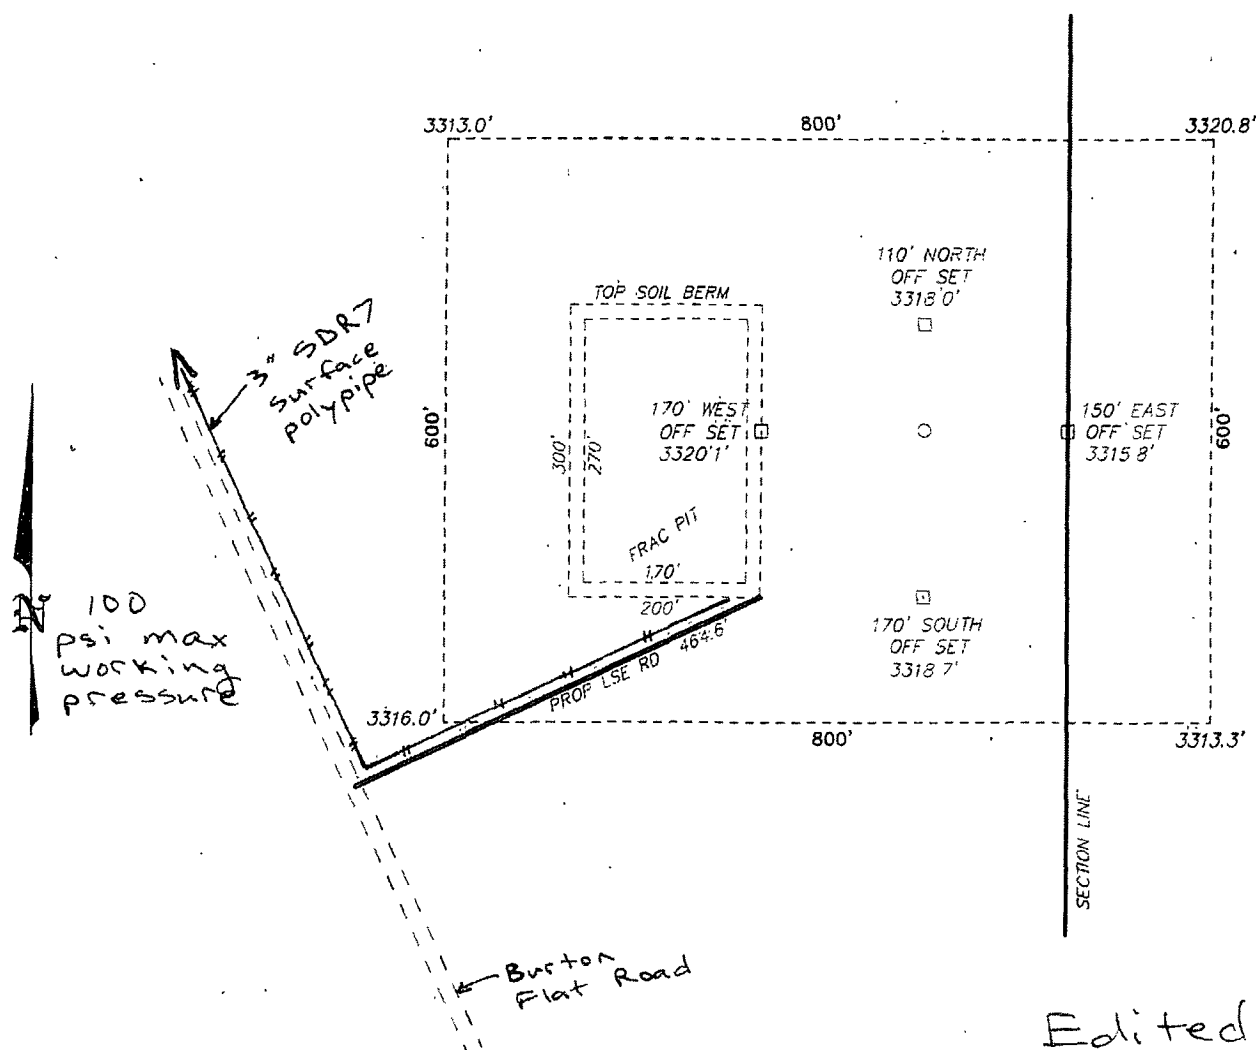 3313.0'
800'
3320.8'
110' NORTH
OFF SET
3318'0'
TOP SOIL BERM
3" SDR7
Surface
polypipe
600'
300'
270'
170' WEST
OFF SET
3320'1'
150' EAST
OFF SET
3315 8'
600'
FRAC PIT
170'
200'
100
psi max
working
pressure
170' SOUTH
OFF SET
3318 7'
PROP LSE RD 464.6'
3316.0'
800'
3313.3'
SECTION LINE
Burton
Flat Road
Edited